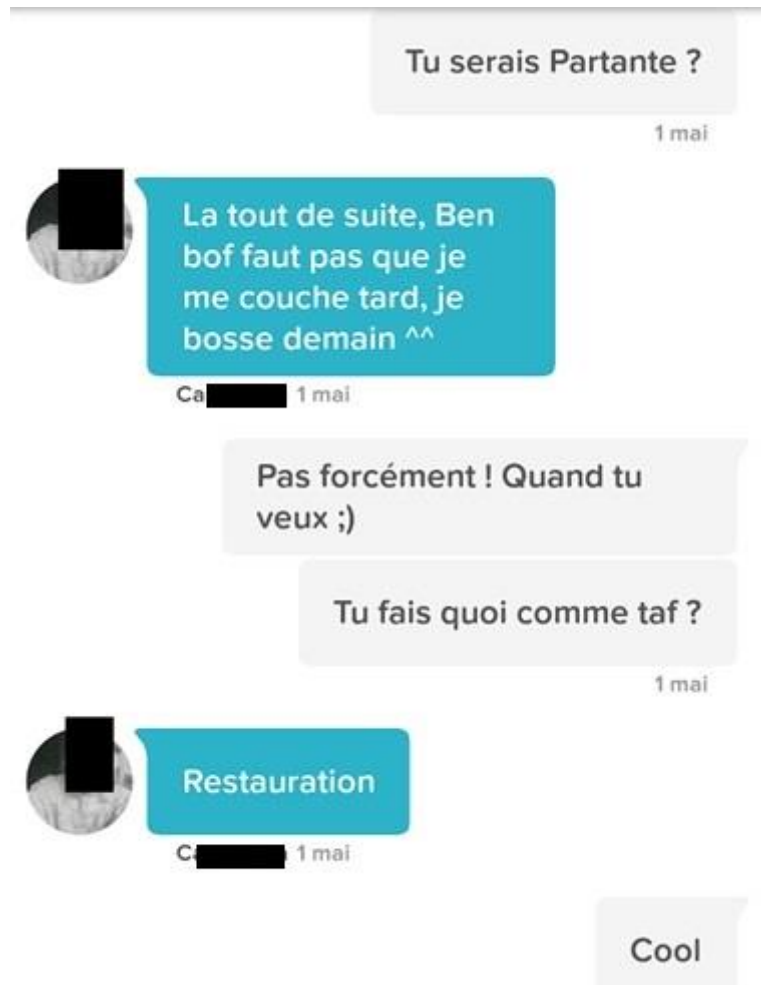 Tu serais Partante ?
1 mai
La tout de suite, Ben
bof faut pas que je
me couche tard, je
bosse demain ^^
Ca 1 mai
Pas forcément ! Quand tu
veux ;)
Tu fais quoi comme taf ?
1 mai
Restauration
1 mai
Cool